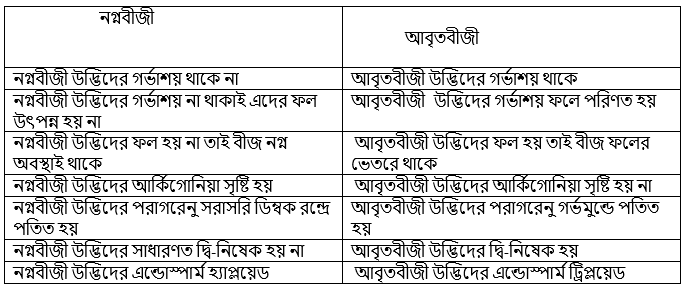 নগ্নবীজী
আবৃতবীজী
নগ্নবীজী উদ্ভিদের গর্ভাশয় থাকে না
আবৃতবীজী উদ্ভিদের গর্ভাশয় থাকে
নগ্নবীজী উদ্ভিদের গর্ভাশয় না থাকাই এদের ফল
উৎপন্ন হয় না
আবৃতবীজী উদ্ভিদের গর্ভাশয় ফলে পরিণত হয়
নগ্নবীজী উদ্ভিদের ফল হয় না তাই বীজ নগ্ন
অবস্থাই থাকে
আবৃতবীজী উদ্ভিদের ফল হয় তাই বীজ ফলের
ভেতরে থাকে
নগ্নবীজী উদ্ভিদের আর্কিগোনিয়া সৃষ্টি হয়
আবৃতবীজী উদ্ভিদের আর্কিগোনিয়া সৃষ্টি হয় না
নগ্নবীজী উদ্ভিদের পরাগরেনু সরাসরি ডিম্বক রন্দ্রে
পতিত হয়
আবৃতবীজী উদ্ভিদের পরাগরেনু গর্ভমুন্ডে পতিত
হয়
নগ্নবীজী উদ্ভিদের সাধারণত দ্বি-নিষেক হয় না
আবৃতবীজী উদ্ভিদের দ্বি-নিষেক হয়
নগ্নবীজী উদ্ভিদের এন্ডোস্পার্ম হ্যাপ্লয়েড
আবৃতবীজী উদ্ভিদের এন্ডোস্পার্ম ট্রিপ্লয়েড